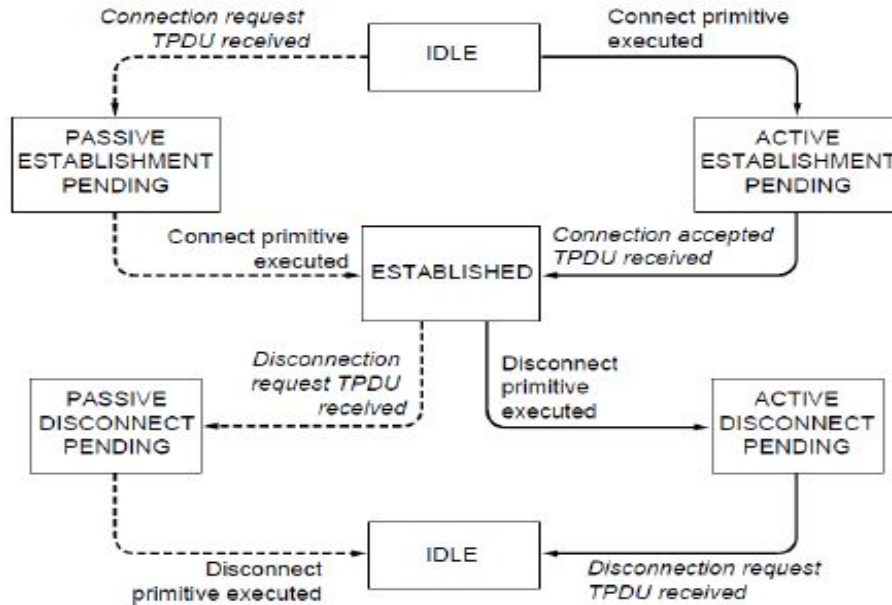 Connection request
TPDU received
IDLE
Connect primitive
executed
PASSIVE
ESTABLISHMENT
PENDING
ACTIVE
ESTABLISHMENT
PENDING
Connect primitive
executed
ESTABLISHED
Connection accepted
TPDU received
Disconnection
request TPDU
received
Disconnect
primitive
executed
PASSIVE
DISCONNECT
PENDING
ACTIVE
DISCONNECT
PENDING
Disconnect
primitive executed
IDLE
Disconnection request
TPDU received